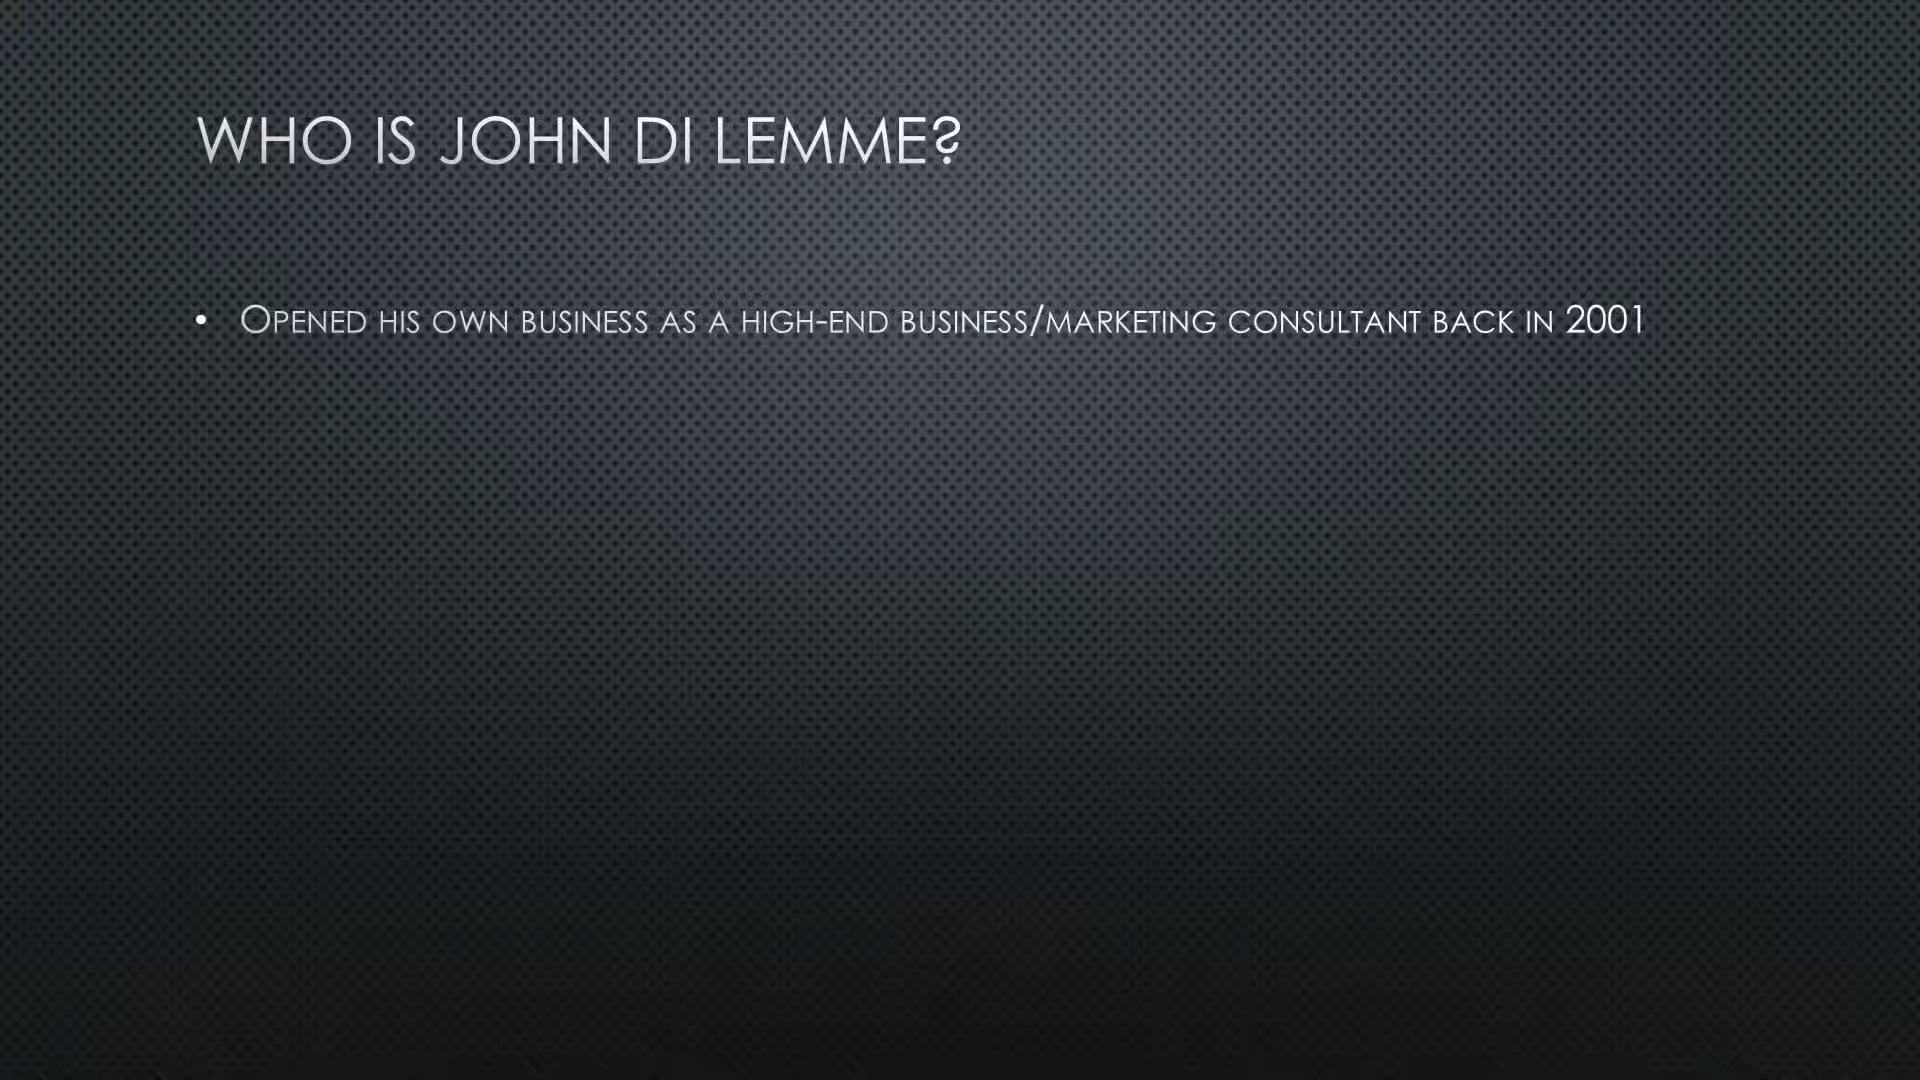 WHO IS JOHN DI LEMME?
• OPENED HIS OWN BUSINESS AS A HIGH-END BUSINESS/MARKETING CONSULTANT BACK IN 2001